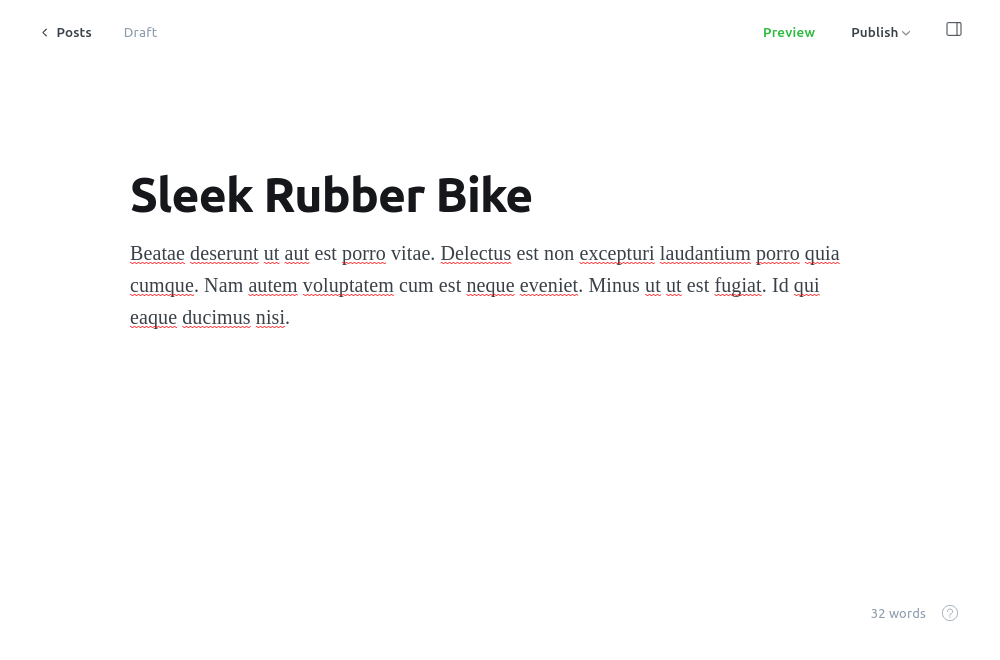 Posts
Draft
Preview
Publish
Sleek Rubber Bike
Beatae deserunt ut aut est porro vitae. Delectus est non excepturi laudantium porro quia
cumque. Nam autem voluptatem cum est neque eveniet. Minus ut ut est fugiat. Id qui
eaque ducimus nisi.
32 words
?